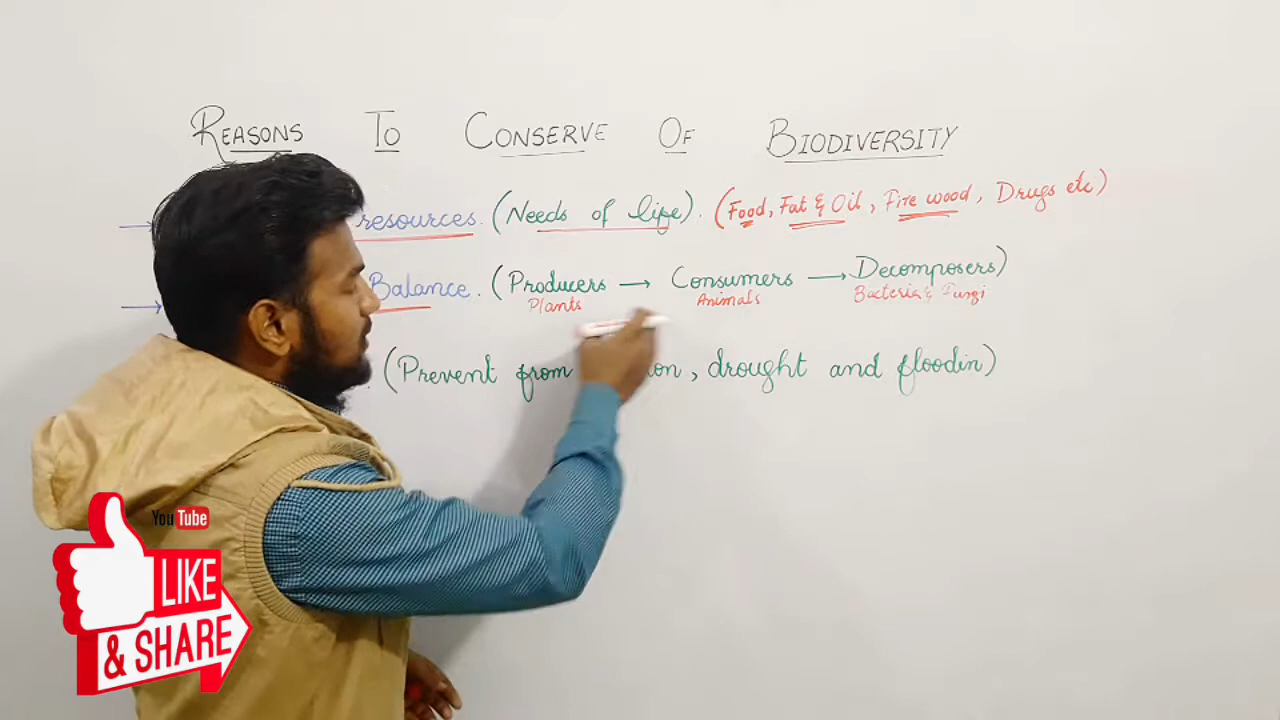 REASONS TO CONSERVE OF BIODIVERSITY
resources. (Needs of life). (Food, Fat & Oil, Fire wood, Drugs etc)
Balance. (Producers → Consumers → Decomposers)
Plants Animals Bacteria & Fungi
(Prevent from , drought and floodin)
YouTube
LIKE
& SHARE